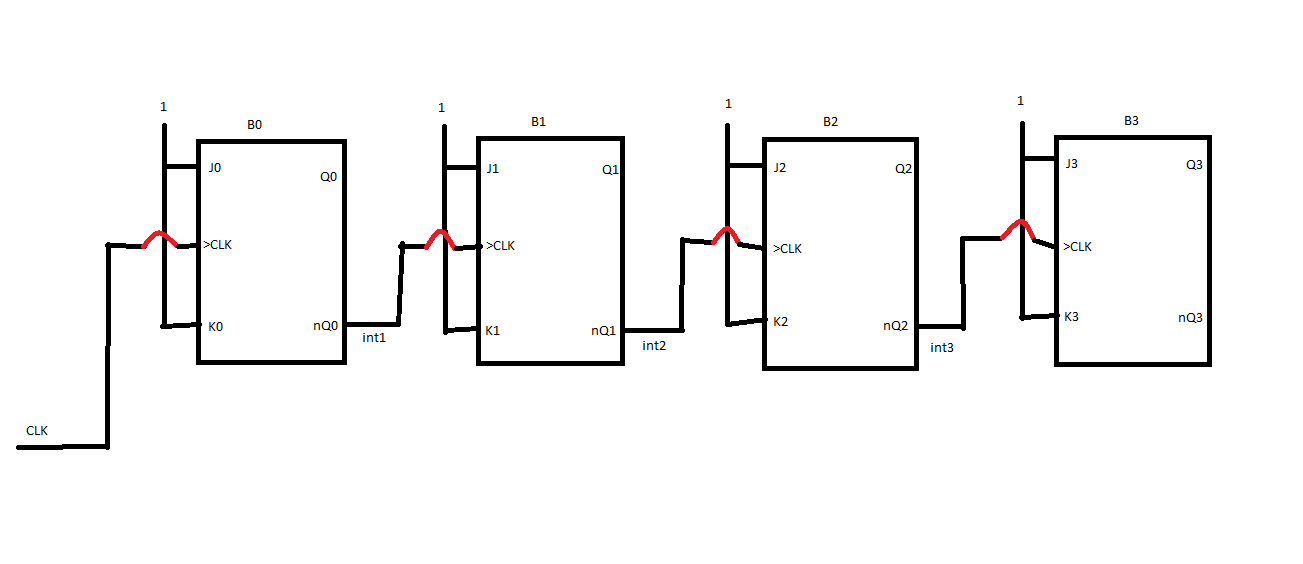 1
1
1
1
B0
B1
B2
B3
J0
Q0
J1
Q1
J2
Q2
J3
Q3
>CLK
>CLK
>CLK
>CLK
K0
nQ0
K1
nQ1
K2
nQ2
K3
nQ3
int1
int2
int3
CLK